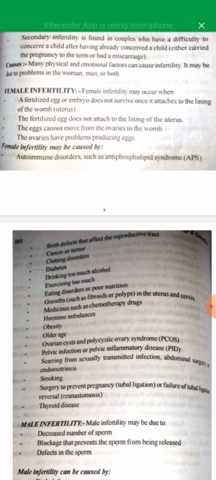 XRecorder App is using microphone
Secondary infertility is found in couples who have a difficulty to
conceive a child after having already conceived a child (either carried
the pregnancy to the term or had a miscarriage).
Causes :- Many physical and emotional factors can cause infertility. It may be
due to problems in the woman, man, or both.
FEMALE INFERTILITY: - Female infertility may occur when:
A fertilized egg or embryo does not survive once it attaches to the lining
of the womb (uterus).
The fertilized egg does not attach to the lining of the uterus.
The eggs cannot move from the ovaries to the womb.
The ovaries have problems producing eggs.
Female infertility may be caused by:
Autoimmune disorders, such as antiphospholipid syndrome (APS)
Birth defects that affect the reproductive tract
Cancer or tumor
Clotting disorders
Diabetes
Drinking too much alcohol
Exercising too much
Eating disorders or poor nutrition
Growths (such as fibroids or polyps) in the uterus and cervix
Medicines such as chemotherapy drugs
Hormone imbalances
Obesity
Older age
Ovarian cysts and polycystic ovary syndrome (PCOS)
Pelvic infection or pelvic inflammatory disease (PID)
Scarring from sexually transmitted infection, abdominal surgery
endometriosis
Smoking
Surgery to prevent pregnancy (tubal ligation) or failure of tubal
reversal (reanastomosis)
Thyroid disease
MALE INFERTILITY:- Male infertility may be due to:
Decreased number of sperm
Blockage that prevents the sperm from being released
Defects in the sperm
Male infertility can be caused by: